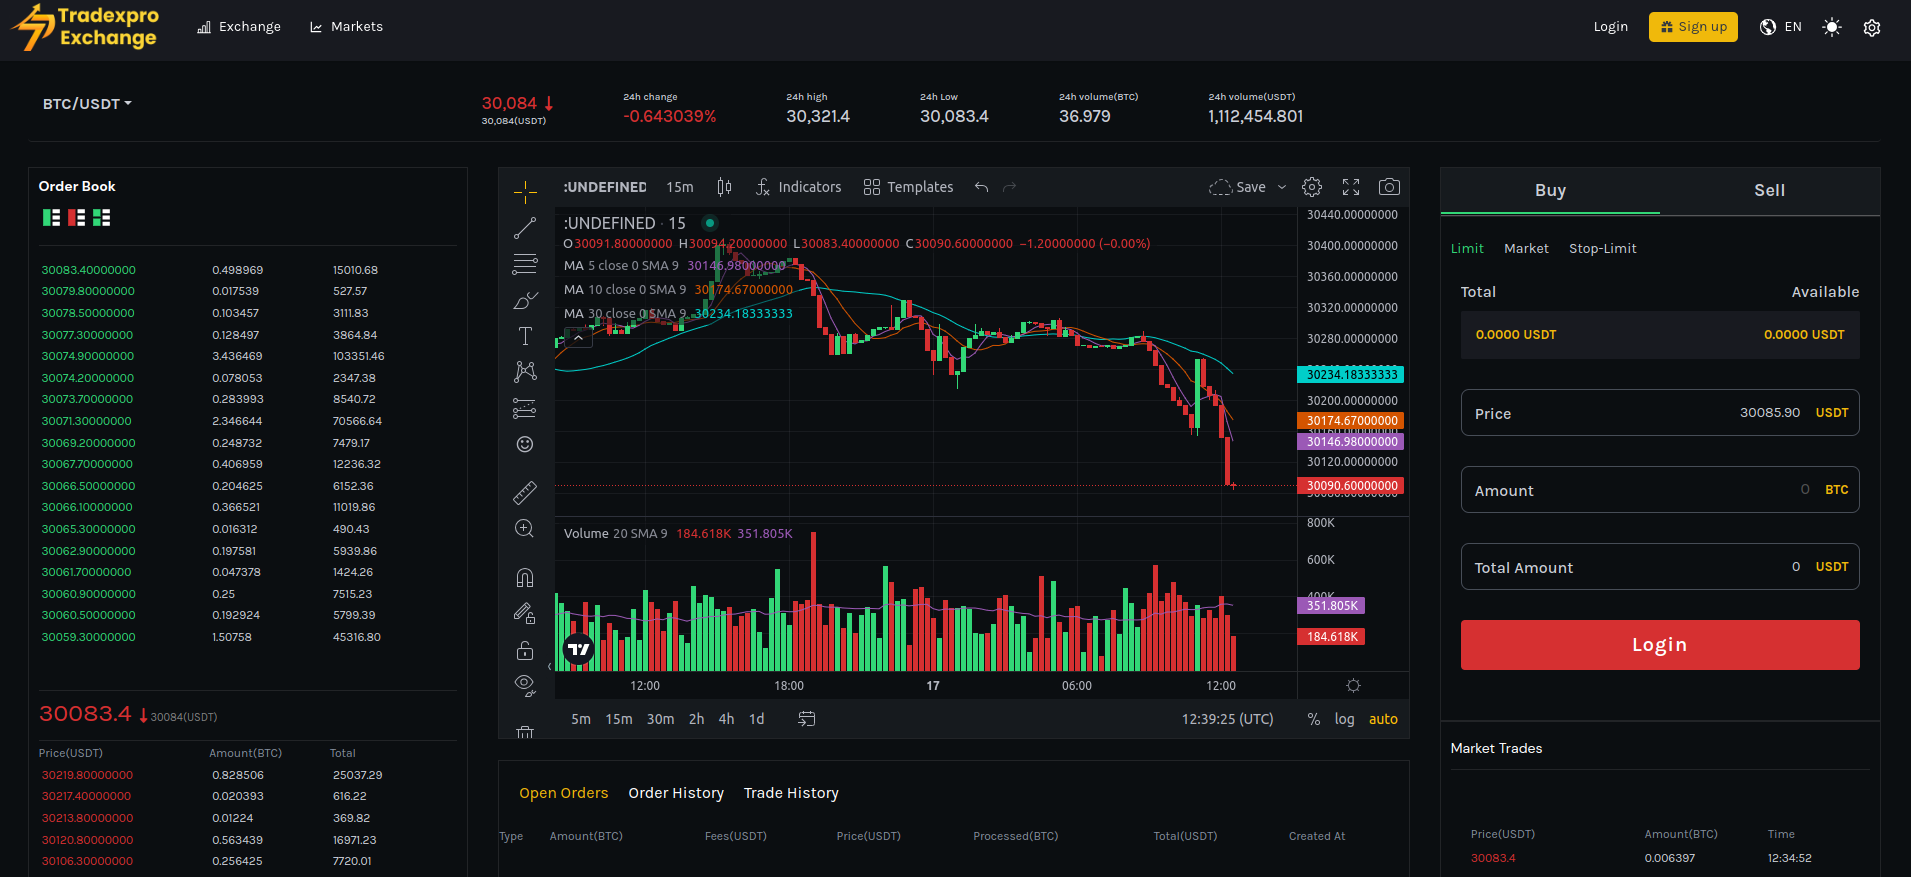 Tradexpro
Exchange
Exchange
Markets
Login
Sign up
EN
BTC/USDT
30,084
30,084(USDT)
24h change
-0.643039%
24h high
30,321.4
24h Low
30,083.4
24h volume(BTC)
36.979
24h volume(USDT)
1,112,454.801
Order Book
30083.40000000 0.498969 15010.68
30079.80000000 0.017539 527.57
30078.50000000 0.103457 3111.83
30077.30000000 0.128497 3864.84
30074.90000000 3.436469 103351.46
30074.20000000 0.078053 2347.38
30073.70000000 0.283993 8540.72
30071.30000000 2.346644 70566.64
30069.20000000 0.248732 7479.17
30067.70000000 0.406959 12236.32
30066.50000000 0.204625 6152.36
30066.10000000 0.366521 11019.86
30065.30000000 0.016312 490.43
30062.90000000 0.197581 5939.86
30061.70000000 0.047378 1424.26
30060.90000000 0.25 7515.23
30060.50000000 0.192924 5799.39
30059.30000000 1.50758 45316.80
30083.4 30084(USDT)
Price(USDT) Amount(BTC) Total
30219.80000000 0.828506 25037.29
30217.40000000 0.020393 616.22
30213.80000000 0.01224 369.82
30120.80000000 0.563439 16971.23
30106.30000000 0.256425 7720.01
:UNDEFINED 15m Indicators Templates Save
:UNDEFINED · 15
O30091.80000000 H30094.20000000 L30083.40000000 C30090.60000000 −1.20000000 (−0.00%)
MA 5 close 0 SMA 9 30146.98000000
MA 10 close 0 SMA 9 30174.67000000
MA 30 close 0 SMA 9 30234.18333333
30440.00000000
30400.00000000
30360.00000000
30320.00000000
30280.00000000
30234.18333333
30200.00000000
30174.67000000
30160.00000000
30146.98000000
30120.00000000
30090.60000000
30080.00000000
Volume 20 SMA 9 184.618K 351.805K
800K
600K
400K
351.805K
184.618K
12:00 18:00 17 06:00 12:00
5m 15m 30m 2h 4h 1d
12:39:25 (UTC) % log auto
Open Orders Order History Trade History
Type Amount(BTC) Fees(USDT) Price(USDT) Processed(BTC) Total(USDT) Created At
Buy Sell
Limit Market Stop-Limit
Total Available
0.0000 USDT 0.0000 USDT
Price 30085.90 USDT
Amount 0 BTC
Total Amount 0 USDT
Login
Market Trades
Price(USDT) Amount(BTC) Time
30083.4 0.006397 12:34:52